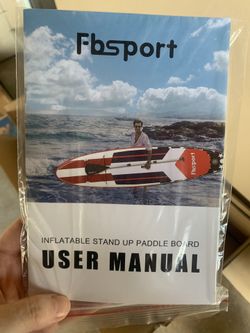 Fbsport
Fbsport
INFLATABLE STAND UP PADDLE BOARD
USER MANUAL